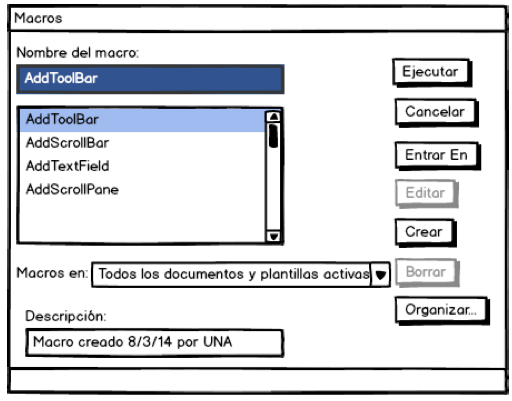 Macros
Nombre del macro:
AddToolBar
AddToolBar
AddScrollBar
AddTextField
AddScrollPane
Macros en: Todos los documentos y plantillas activas
Descripción:
Macro creado 8/3/14 por UNA
Ejecutar
Cancelar
Entrar En
Editar
Crear
Borrar
Organizar...